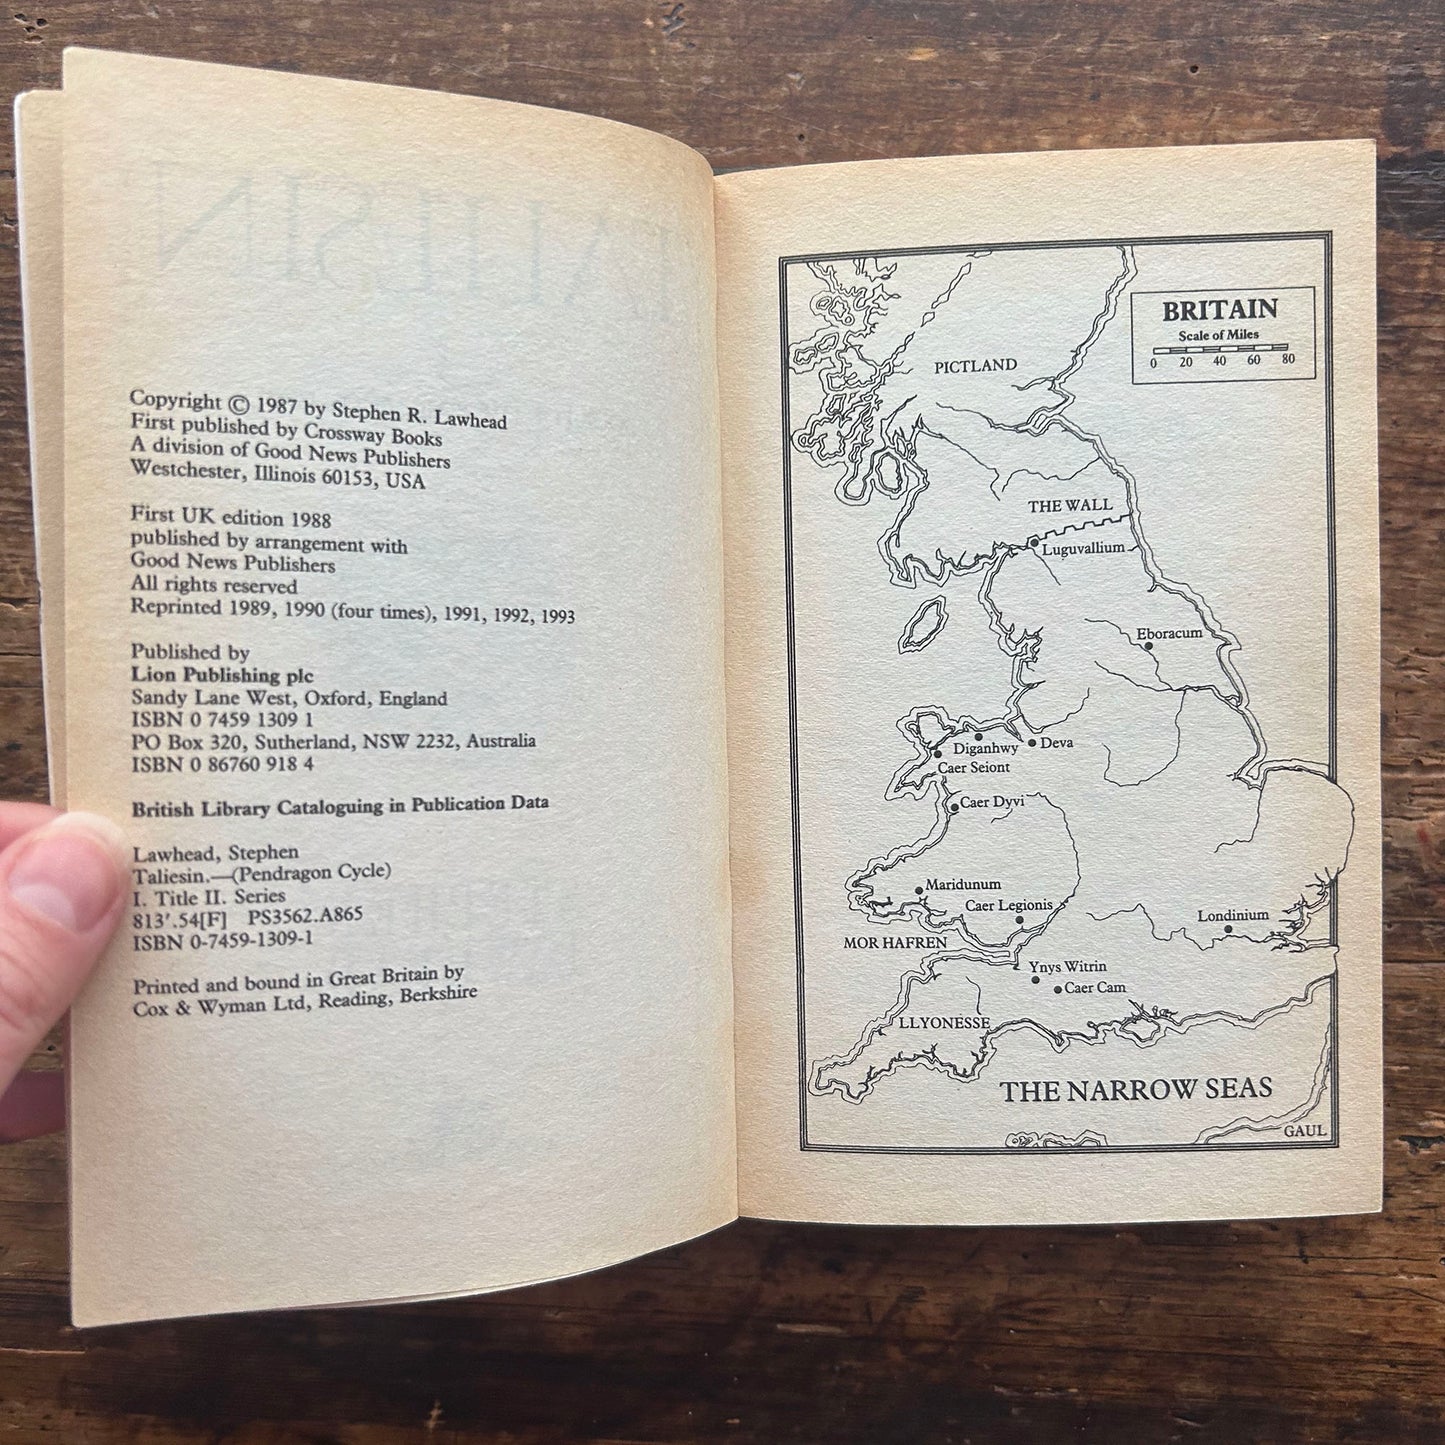 Copyright © 1987 by Stephen R. Lawhead
First published by Crossway Books
A division of Good News Publishers
Westchester, Illinois 60153, USA
First UK edition 1988
published by arrangement with
Good News Publishers
All rights reserved
Reprinted 1989, 1990 (four times), 1991, 1992, 1993
Published by
Lion Publishing plc
Sandy Lane West, Oxford, England
ISBN 0 7459 1309 1
PO Box 320, Sutherland, NSW 2232, Australia
ISBN 0 86760 918 4
British Library Cataloguing in Publication Data
Lawhead, Stephen
Taliesin.—(Pendragon Cycle)
I. Title II. Series
813'.54[F] PS3562.A865
ISBN 0-7459-1309-1
Printed and bound in Great Britain by
Cox & Wyman Ltd, Reading, Berkshire
BRITAIN
Scale of Miles
0 20 40 60 80
PICTLAND
THE WALL
Luguvallium
Eboracum
Diganhwy
Deva
Caer Seiont
Caer Dyvi
Maridunum
Caer Legionis
Londinium
MOR HAFREN
Ynys Witrin
Caer Cam
LLYONESSE
THE NARROW SEAS
GAUL